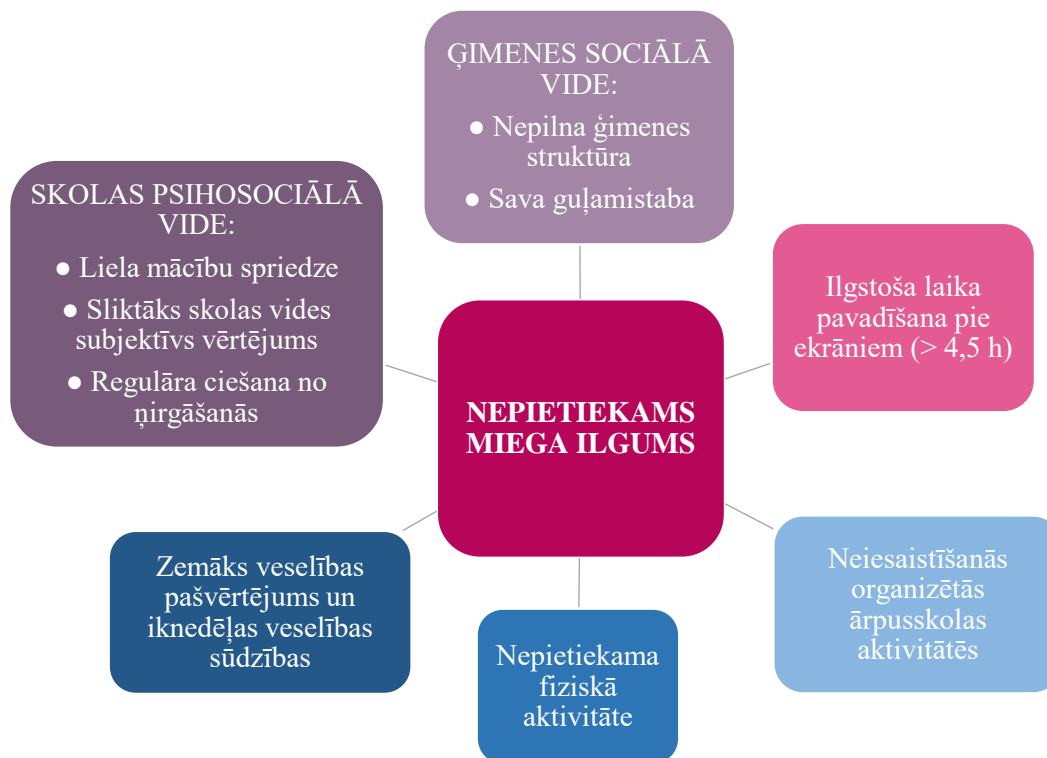 ĢIMENES SOCIĀLĀ
VIDE:
● Nepilna ģimenes
struktūra
● Sava guļamistaba
SKOLAS PSIHOSOCIĀLĀ
VIDE:
● Liela mācību spriedze
● Sliktāks skolas vides
subjektīvs vērtējums
● Regulāra ciešana no
ņirgāšanās
Ilgstoša laika
pavadīšana pie
ekrāniem (> 4,5 h)
NEPIETIEKAMS
MIEGA ILGUMS
Zemāks veselības
pašvērtējums un
iknedēļas veselības
sūdzības
Nepietiekama
fiziskā
aktivitāte
Neiesaistīšanās
organizētās
ārpusskolas
aktivitātēs